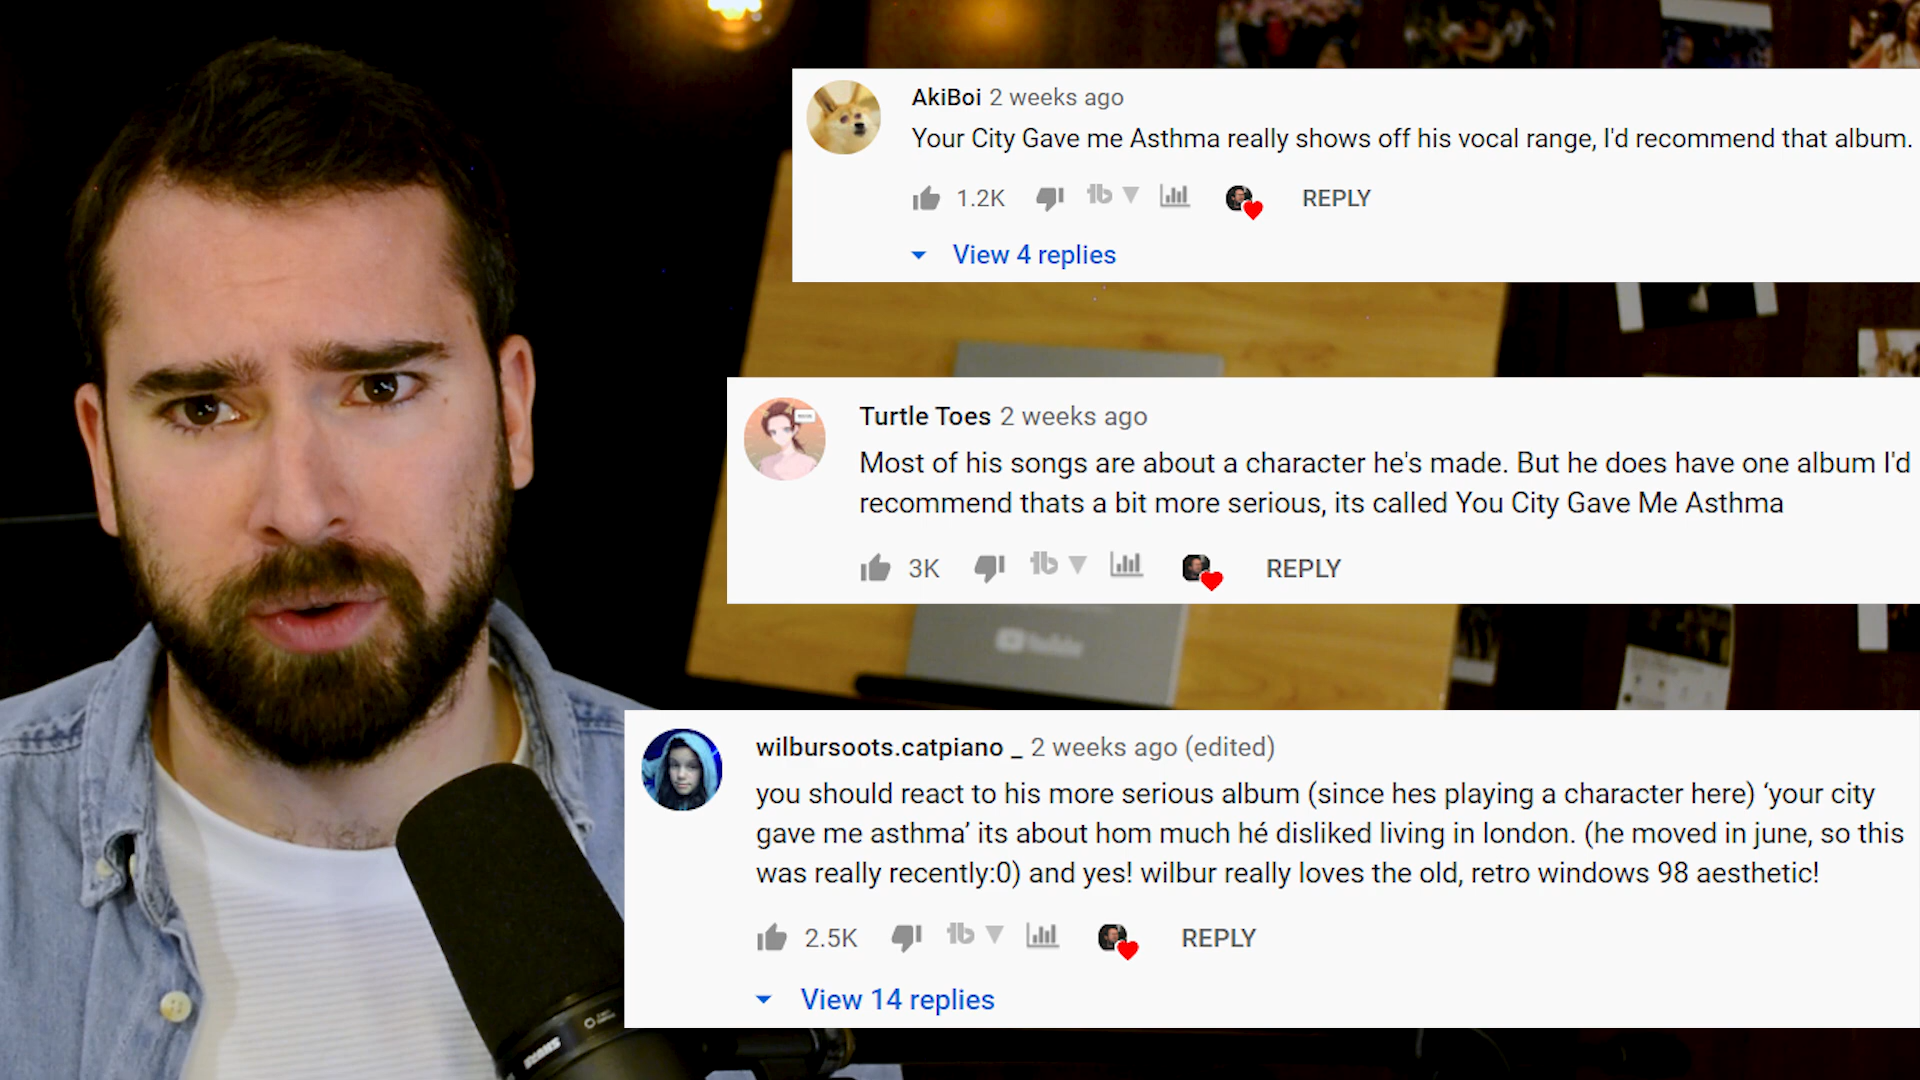 AkiBoi 2 weeks ago
Your City Gave me Asthma really shows off his vocal range, I'd recommend that album.
1.2K REPLY
View 4 replies
Turtle Toes 2 weeks ago
Most of his songs are about a character he's made. But he does have one album I'd
recommend thats a bit more serious, its called You City Gave Me Asthma
3K REPLY
YouTube
wilbursoots.catpiano _ 2 weeks ago (edited)
you should react to his more serious album (since hes playing a character here) ‘your city
gave me asthma’ its about hom much hé disliked living in london. (he moved in june, so this
was really recently:0) and yes! wilbur really loves the old, retro windows 98 aesthetic!
2.5K REPLY
View 14 replies
SHURE